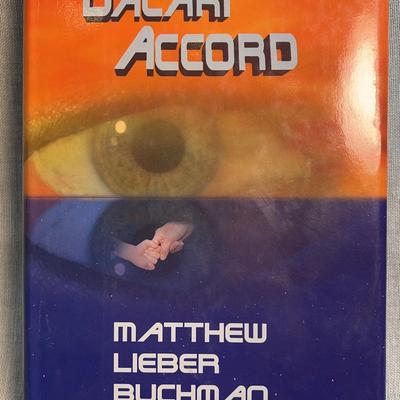 DACARI
ACCORD
MATTHEW
LIEBER
BUCHMAN